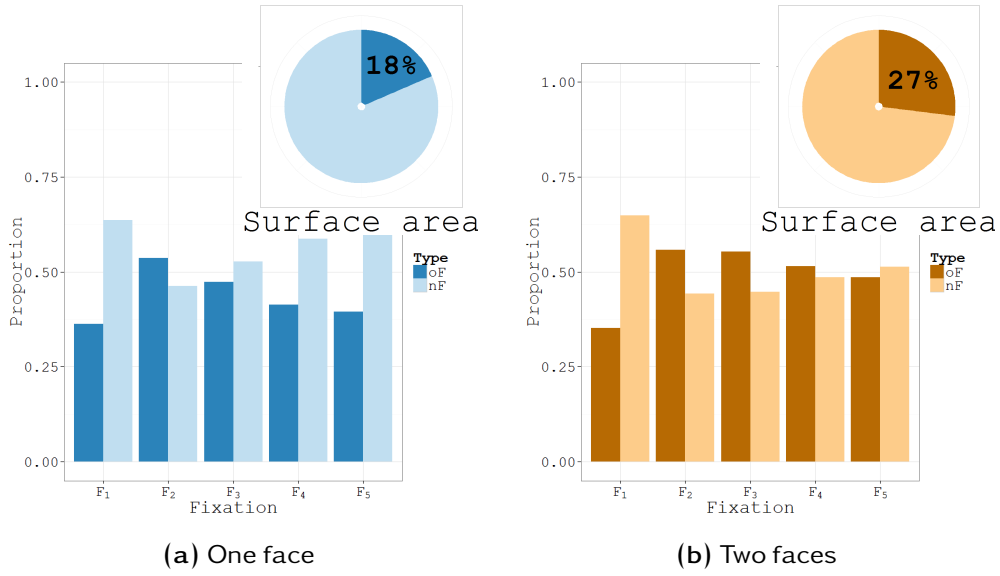 18%
Surface area
1.00
0.75
0.50
0.25
0.00
Proportion
F1 F2 F3 F4 F5
Fixation
Type
oF
nF
(a) One face
27%
Surface area
1.00
0.75
0.50
0.25
0.00
Proportion
F1 F2 F3 F4 F5
Fixation
Type
oF
nF
(b) Two faces